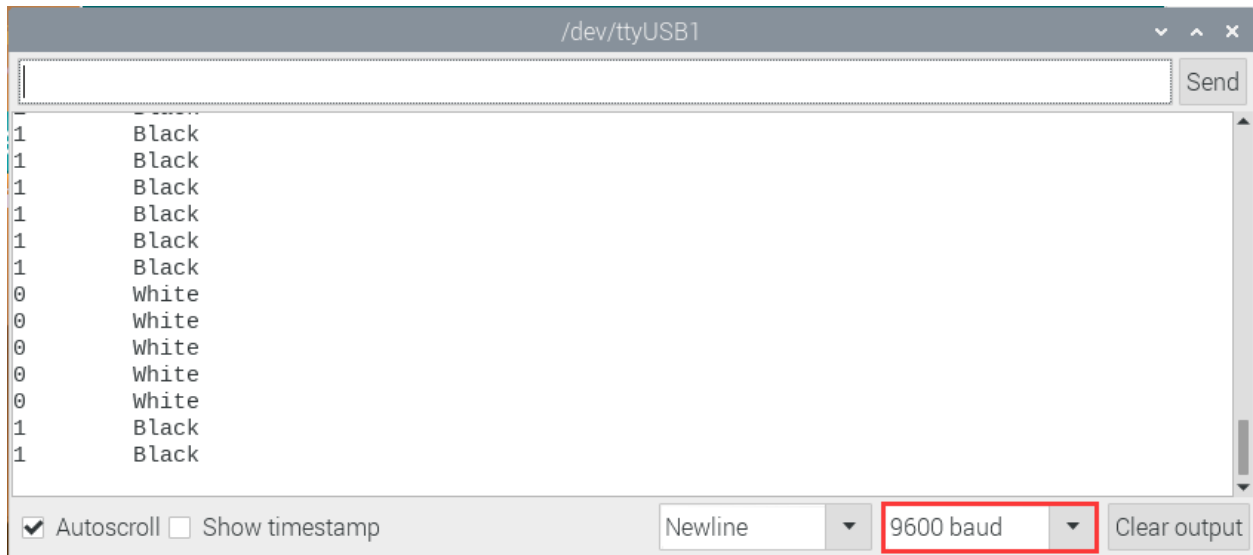 /dev/ttyUSB1
Send
1 Black
1 Black
1 Black
1 Black
1 Black
1 Black
0 White
0 White
0 White
0 White
0 White
1 Black
1 Black
Autoscroll Show timestamp Newline 9600 baud Clear output